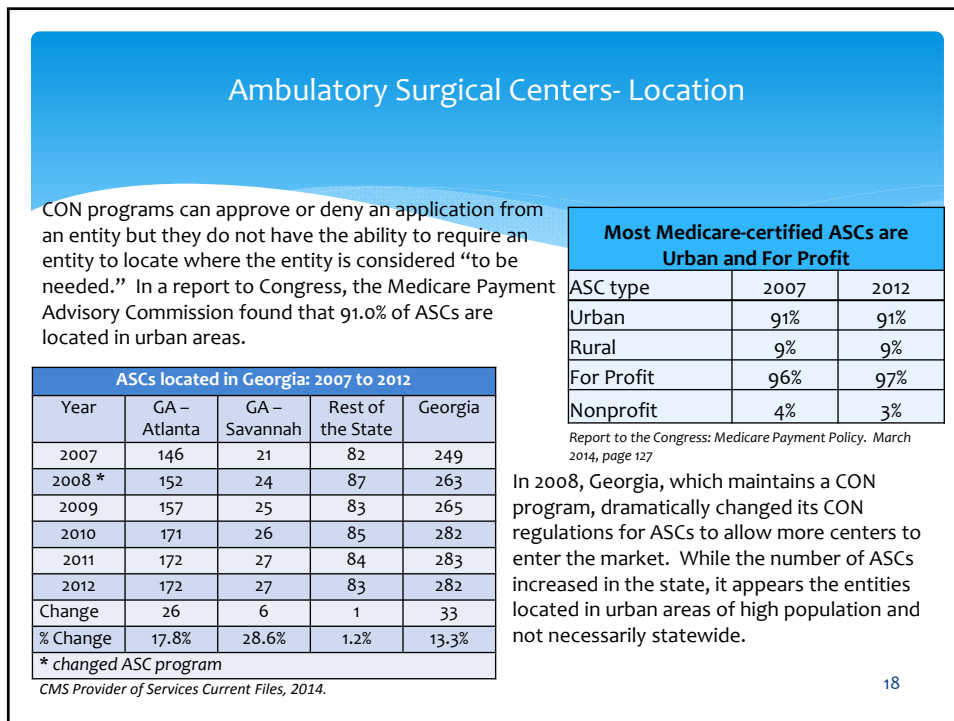 Ambulatory Surgical Centers- Location
CON programs can approve or deny an application from
an entity but they do not have the ability to require an
entity to locate where the entity is considered “to be
needed.” In a report to Congress, the Medicare Payment
Advisory Commission found that 91.0% of ASCs are
located in urban areas.
Most Medicare-certified ASCs are
Urban and For Profit
ASC type 2007 2012
Urban 91% 91%
Rural 9% 9%
For Profit 96% 97%
Nonprofit 4% 3%
Report to the Congress: Medicare Payment Policy. March
2014, page 127
ASCs located in Georgia: 2007 to 2012
Year GA – GA – Rest of Georgia
Atlanta Savannah the State
2007 146 21 82 249
2008 * 152 24 87 263
2009 157 25 83 265
2010 171 26 85 282
2011 172 27 84 283
2012 172 27 83 282
Change 26 6 1 33
% Change 17.8% 28.6% 1.2% 13.3%
* changed ASC program
CMS Provider of Services Current Files, 2014.
In 2008, Georgia, which maintains a CON
program, dramatically changed its CON
regulations for ASCs to allow more centers to
enter the market. While the number of ASCs
increased in the state, it appears the entities
located in urban areas of high population and
not necessarily statewide.
18